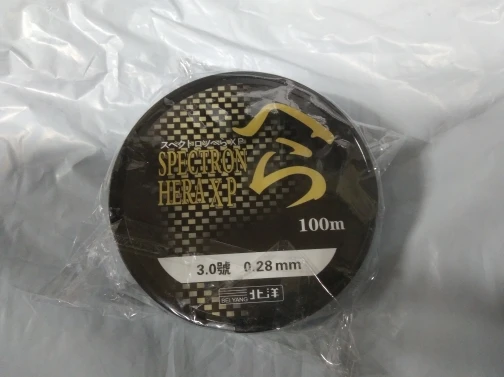 へら
スペクトロンへらXP
SPECTRON
HERA XP
100m
3.0號 0.28mm
BEI YANG 北洋